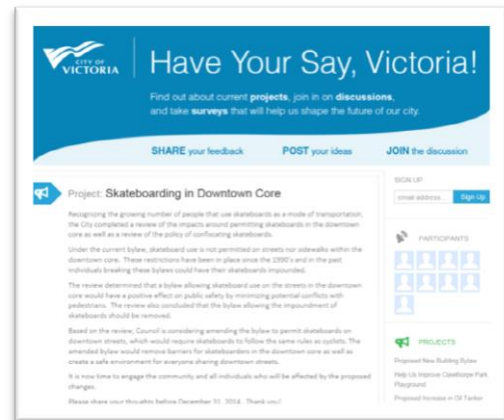 CITY OF
VICTORIA
Have Your Say, Victoria!
Find out about current projects, join in on discussions,
and take surveys that will help us shape the future of
our city.
SHARE your feedback
POST your ideas
JOIN the discussion
Project: Skateboarding in Downtown Core
Recognizing the growing number of people that use skateboards as a mode of transportation,
the City completed a review of the impacts around permitting skateboards in the downtown
core as well as a review of the policy of confiscating skateboards.
Under the current bylaw, skateboard use is not permitted on streets nor sidewalks within the
downtown core. These restrictions have been in place since the 1990's and in the past
individuals breaking these bylaws could have their skateboards impounded.
The review determined that a bylaw allowing skateboard use on the streets in the downtown
core would have a positive effect on public safety by minimizing potential conflicts with
pedestrians. The review also concluded that the bylaw allowing the impoundment of
skateboards should be removed.
Based on the review, Council is considering amending the bylaw to permit skateboards on
downtown streets, which would require skateboards to follow the same rules as cyclists. The
amended bylaw would remove barriers for skateboarders in the downtown core as well as
create a safe environment for everyone sharing downtown streets.
It is now time to engage the community and all individuals who will be affected by the proposed
changes.
Please share your thoughts before December 31, 2014. Thank you!
SIGN UP
email address...
Sign Up
PARTICIPANTS
PROJECTS
Proposed New Building Bylaw
Help Us Improve Cawthorpe Park
Playground
Proposed Increase in Oil Tanker